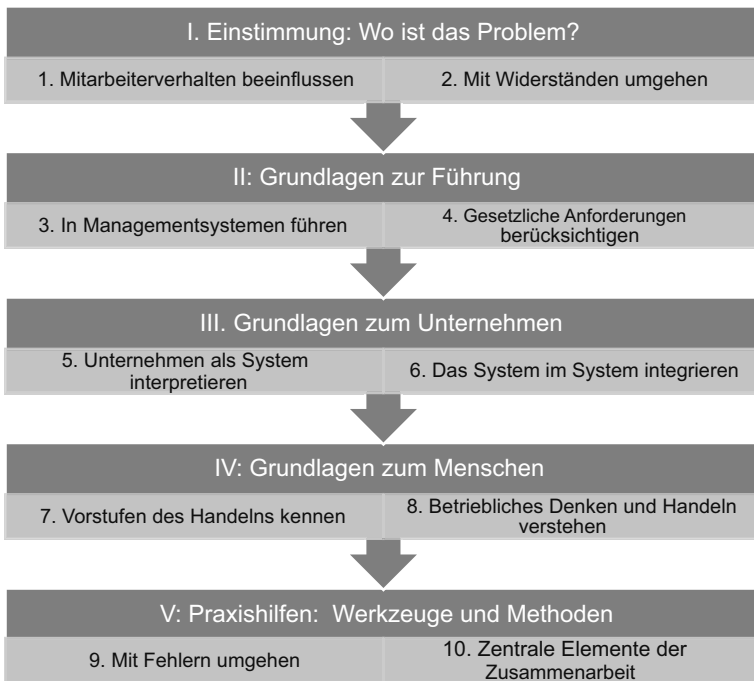 I. Einstimmung: Wo ist das Problem?
1. Mitarbeiterverhalten beeinflussen
2. Mit Widerständen umgehen
II: Grundlagen zur Führung
3. In Managementsystemen führen
4. Gesetzliche Anforderungen
berücksichtigen
III. Grundlagen zum Unternehmen
5. Unternehmen als System
interpretieren
6. Das System im System integrieren
IV: Grundlagen zum Menschen
7. Vorstufen des Handelns kennen
8. Betriebliches Denken und Handeln
verstehen
V: Praxishilfen: Werkzeuge und Methoden
9. Mit Fehlern umgehen
10. Zentrale Elemente der
Zusammenarbeit